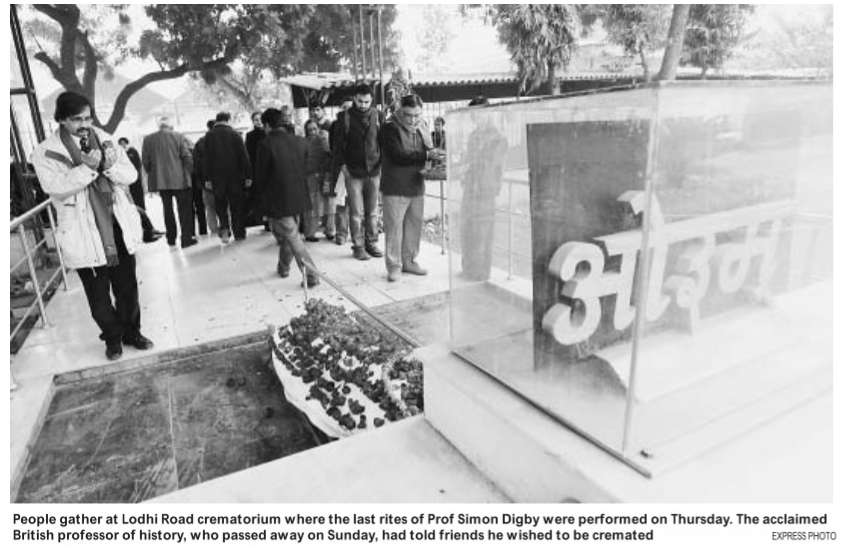 ओ३म्
People gather at Lodhi Road crematorium where the last rites of Prof Simon Digby were performed on Thursday. The acclaimed
British professor of history, who passed away on Sunday, had told friends he wished to be cremated
EXPRESS PHOTO